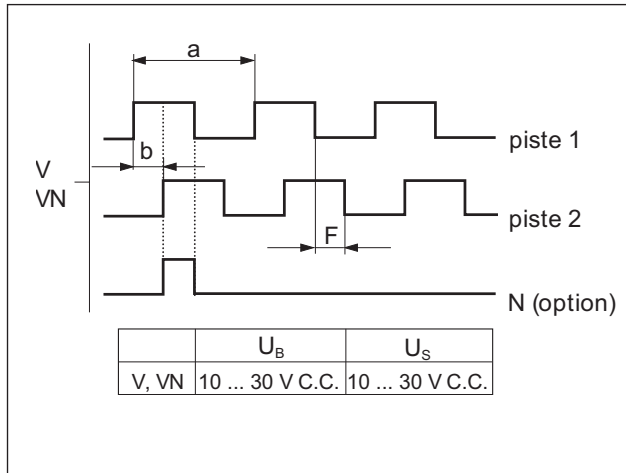 a
piste 1
b
V
VN
piste 2
F
N (option)
U_B U_S
V, VN 10 ... 30 V C.C. 10 ... 30 V C.C.